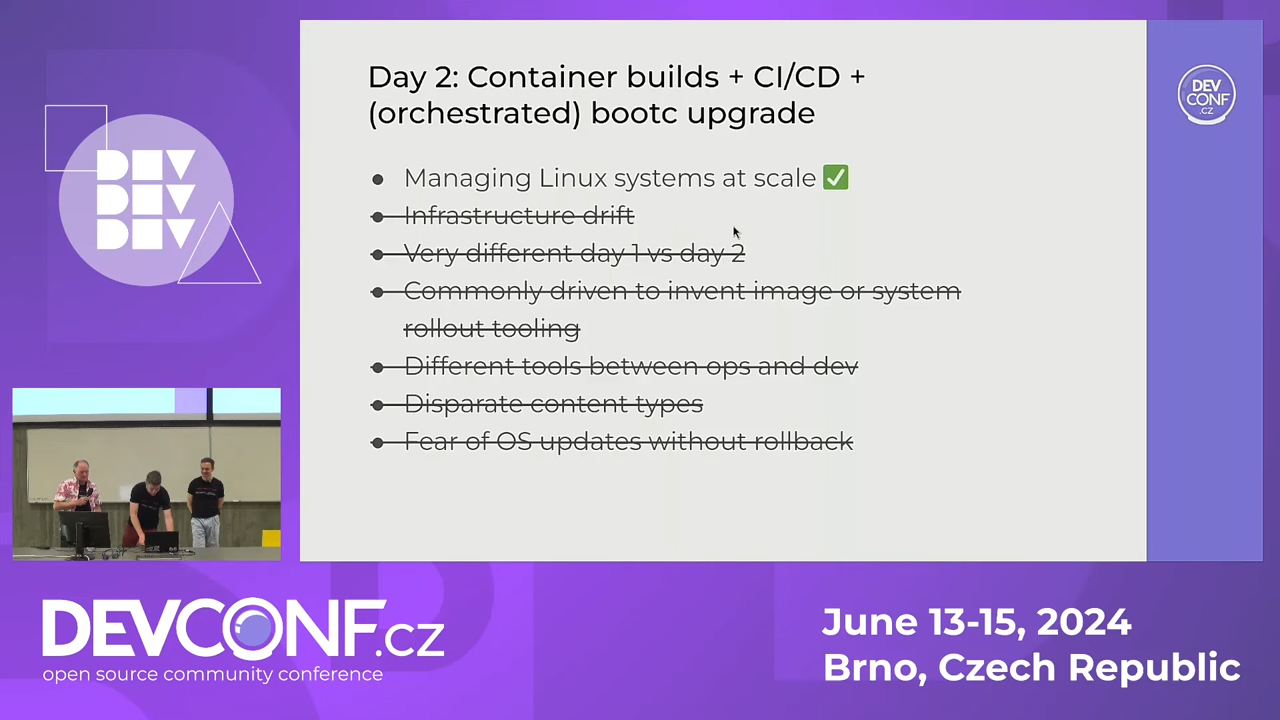 Day 2: Container builds + CI/CD +
(orchestrated) bootc upgrade
DEV
CONF
.CZ
• Managing Linux systems at scale ✅
• Infrastructure drift
• Very different day 1 vs day 2
• Commonly driven to invent image or system
rollout tooling
• Different tools between ops and dev
• Disparate content types
• Fear of OS updates without rollback
DEV
DEV
DEV
DEVCONF.cz
open source community conference
June 13-15, 2024
Brno, Czech Republic